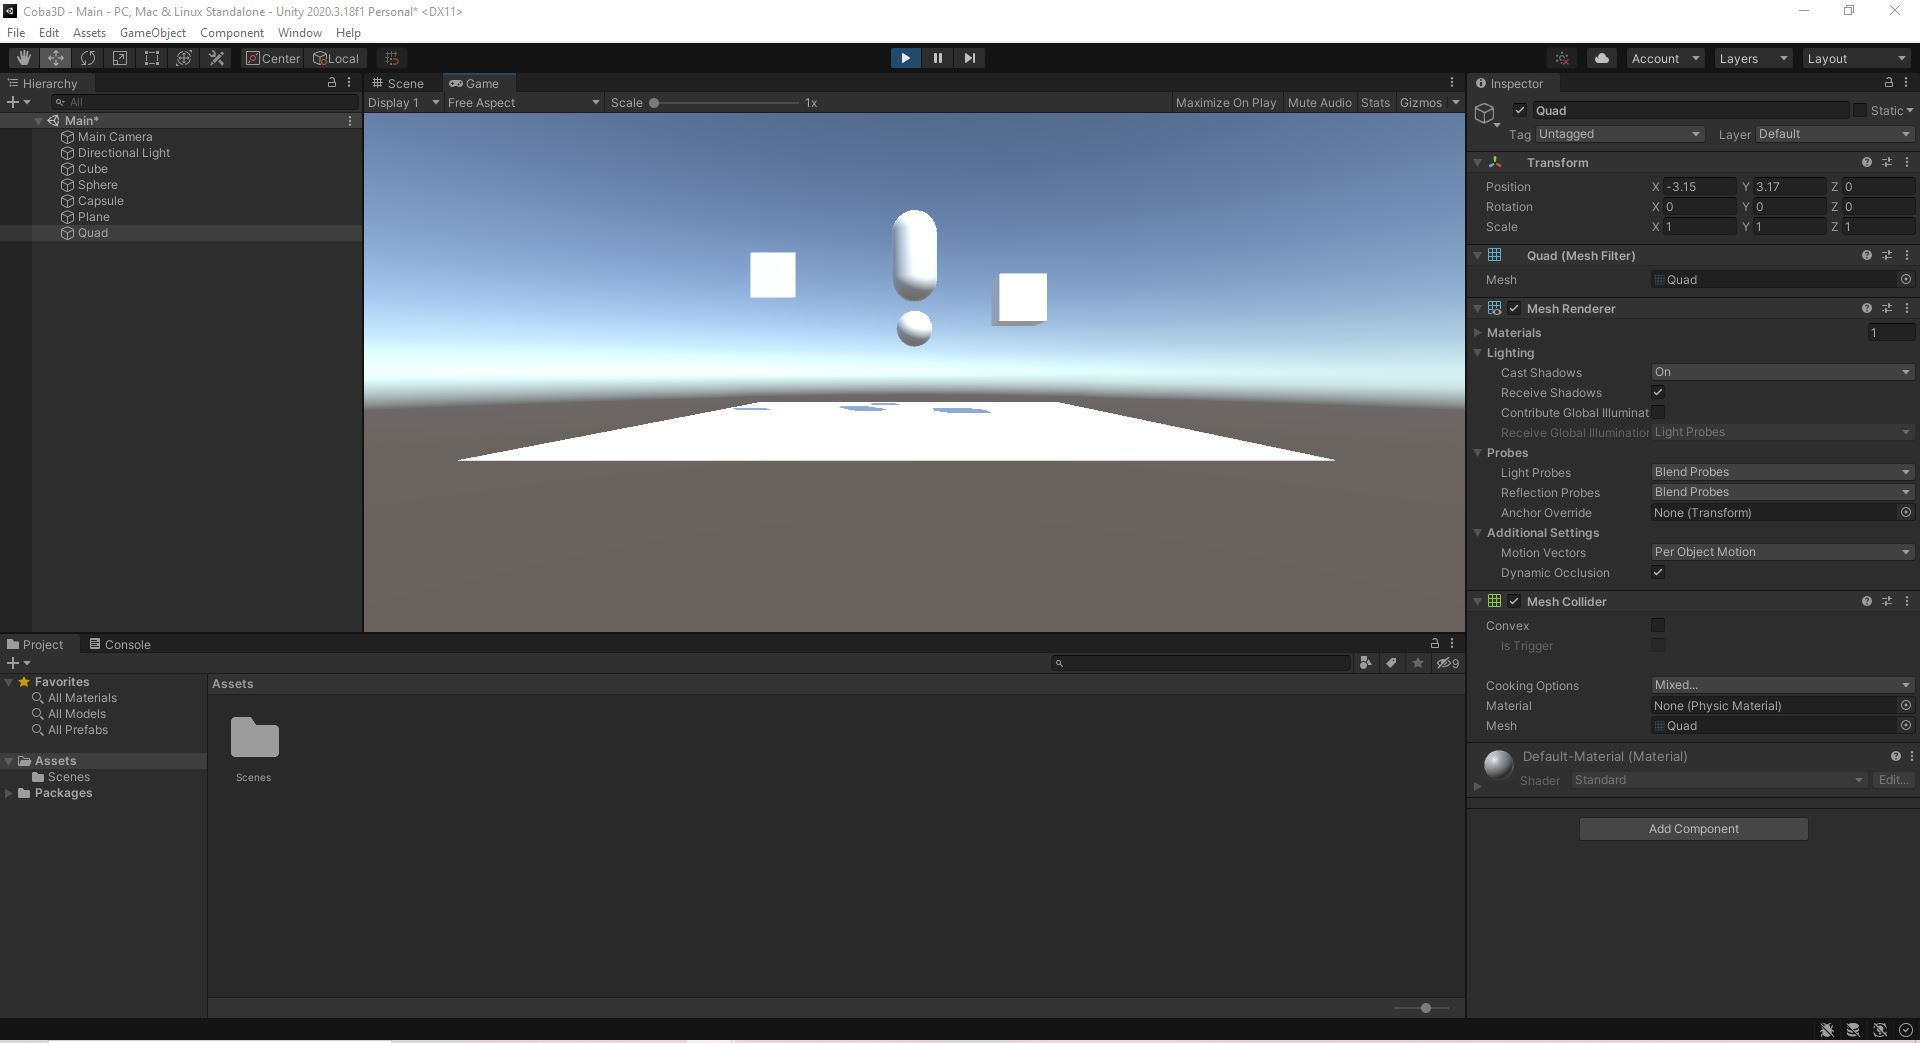 Coba3D - Main - PC, Mac & Linux Standalone - Unity 2020.3.18f1 Personal* <DX11>
File Edit Assets GameObject Component Window Help
Center Local Account Layers Layout
Hierarchy
All
Main*
Main Camera
Directional Light
Cube
Sphere
Capsule
Plane
Quad
Scene Game
Display 1 Free Aspect Scale 1x Maximize On Play Mute Audio Stats Gizmos
Inspector
Quad Static
Tag Untagged Layer Default
Transform
Position X -3.15 Y 3.17 Z 0
Rotation X 0 Y 0 Z 0
Scale X 1 Y 1 Z 1
Quad (Mesh Filter)
Mesh Quad
Mesh Renderer
Materials 1
Lighting
Cast Shadows On
Receive Shadows
Contribute Global Illuminat
Receive Global Illumination Light Probes
Probes
Light Probes Blend Probes
Reflection Probes Blend Probes
Anchor Override None (Transform)
Additional Settings
Motion Vectors Per Object Motion
Dynamic Occlusion
Mesh Collider
Convex
Is Trigger
Cooking Options Mixed...
Material None (Physic Material)
Mesh Quad
Default-Material (Material)
Shader Standard Edit...
Add Component
Project Console
9
Favorites
All Materials
All Models
All Prefabs
Assets
Scenes
Packages
Assets
Scenes